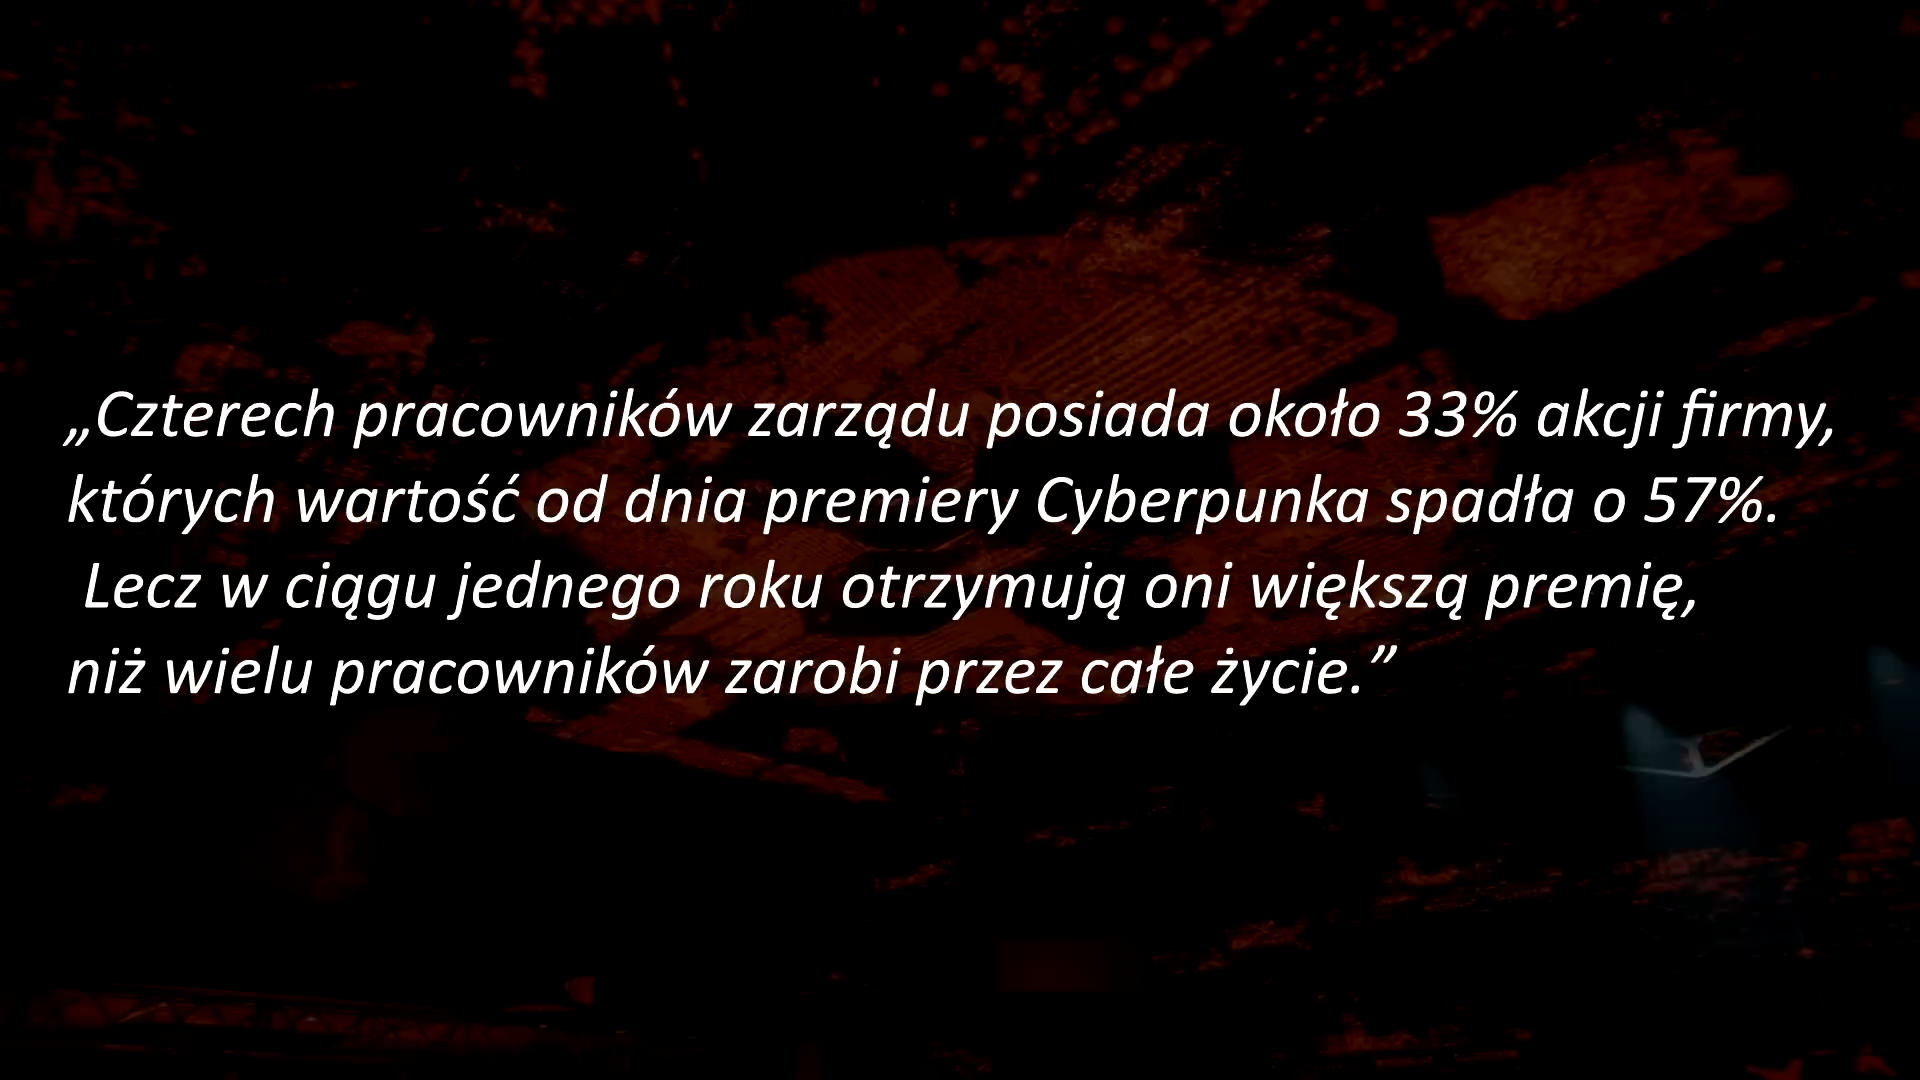 „Czterech pracowników zarządu posiada około 33% akcji firmy,
których wartość od dnia premiery Cyberpunka spadła o 57%.
Lecz w ciągu jednego roku otrzymują oni większą premię,
niż wielu pracowników zarobi przez całe życie.”